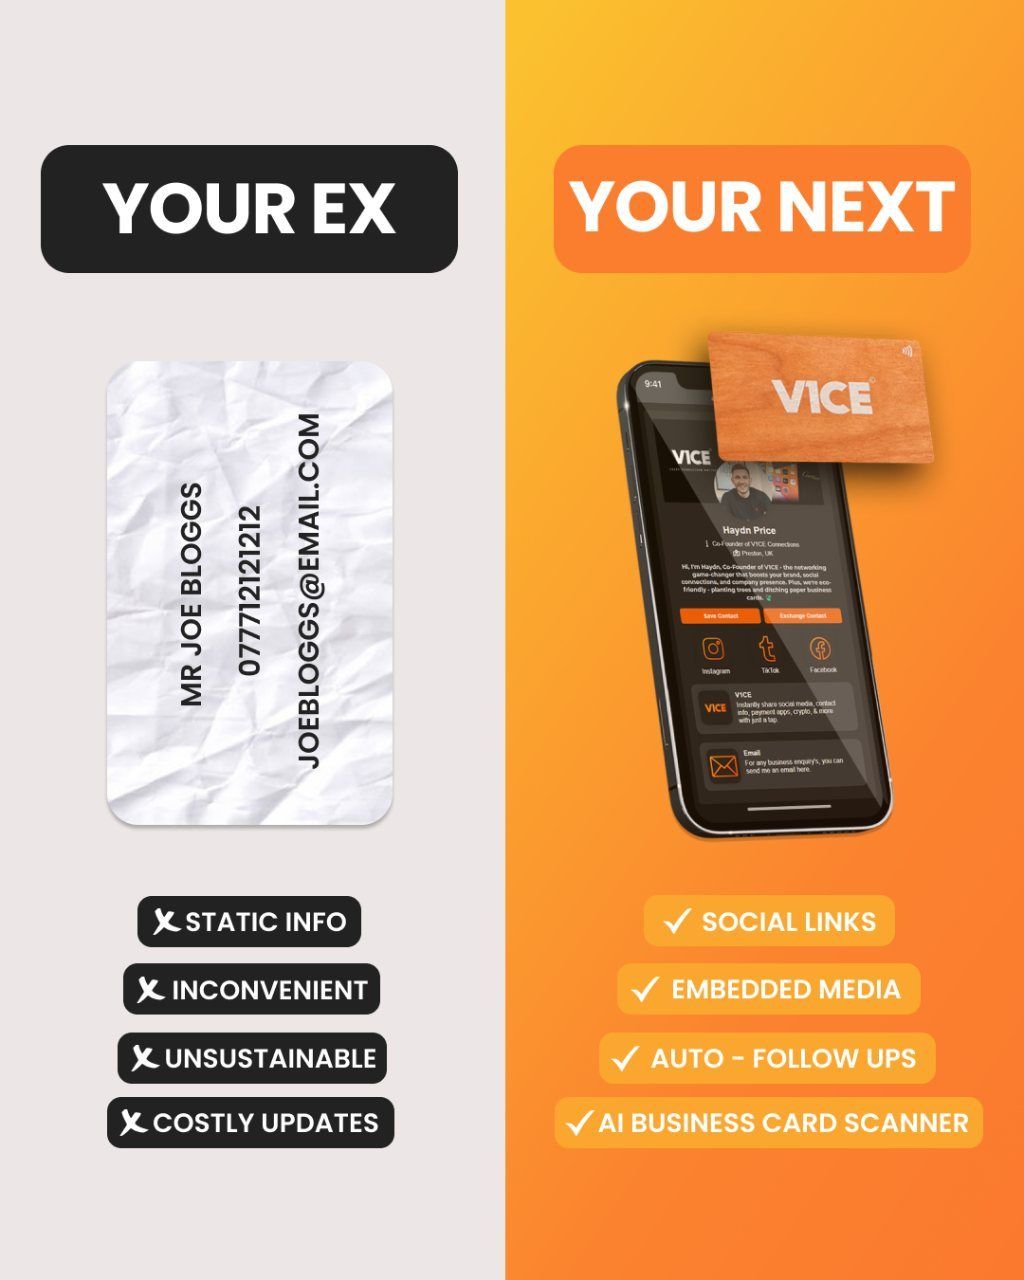 YOUR EX
MR JOE BLOGGS
077712121212
JOEBLOGGS@EMAIL.COM
X STATIC INFO
X INCONVENIENT
X UNSUSTAINABLE
X COSTLY UPDATES
YOUR NEXT
V1CE
9:41
V1CE
Haydn Price
Co-Founder of V1CE Connections
Preston, UK
Hi, I'm Haydn, Co-Founder of V1CE - the networking
game-changer that boosts your brand, social
connections, and company presence. Plus, we're eco-
friendly - planting trees and ditching paper business
cards.
Save Contact
Exchange Contact
Instagram
TikTok
Facebook
V1CE
V1CE
Instantly share social media, contact
info, payment apps, crypto, & more
with just a tap.
Email
For any business enquiry's, you can
send me an email here.
✓ SOCIAL LINKS
✓ EMBEDDED MEDIA
✓ AUTO - FOLLOW UPS
✓ AI BUSINESS CARD SCANNER